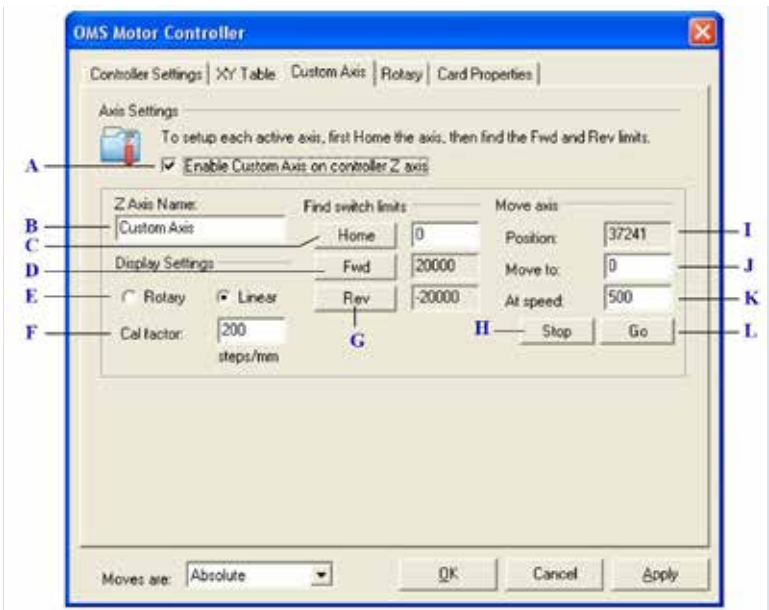 OMS Motor Controller
Controller Settings XY Table Custom Axis Rotary Card Properties
Axis Settings
To setup each active axis, first Home the axis, then find the Fwd and Rev limits.
A Enable Custom Axis on controller Z axis
Z Axis Name: Find switch limits Move axis
B Custom Axis
C Home 0 Position: 37241 I
Display Settings
D Fwd 20000 Move to: 0 J
E Rotary Linear Rev -20000 At speed: 500 K
F Cal factor: 200 G H Stop Go L
steps/mm
Moves are: Absolute OK Cancel Apply